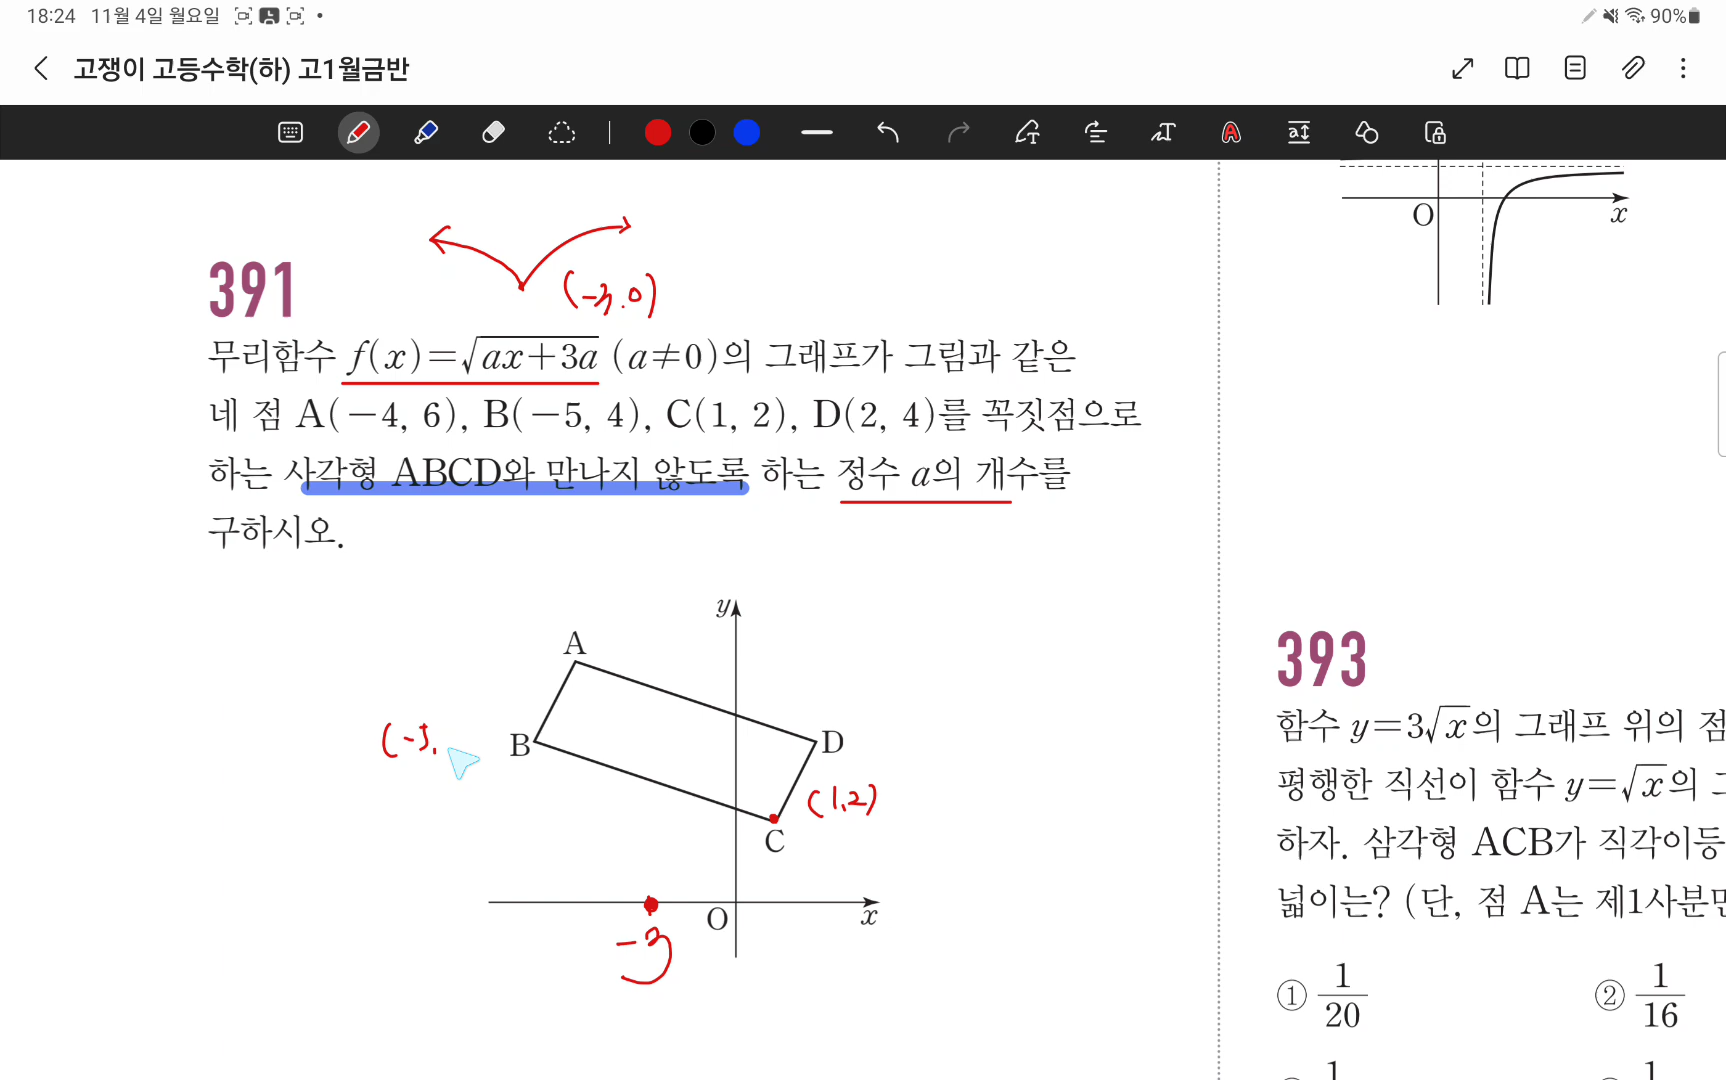 18:24 11월 4일 월요일
90%
고쟁이 고등수학(하) 고1월금반
391
(-3.0)
무리함수 f(x)=√(ax+3a) (a≠0)의 그래프가 그림과 같은
네 점 A(-4, 6), B(-5, 4), C(1, 2), D(2, 4)를 꼭짓점으로
하는 사각형 ABCD와 만나지 않도록 하는 정수 a의 개수를
구하시오.
y
A
B
D
C
O
x
(-5,
(1,2)
-3
O
x
393
함수 y=3√x의 그래프 위의 점
평행한 직선이 함수 y=√x의
하자. 삼각형 ACB가 직각이등
넓이는? (단, 점 A는 제1사분면
① 1/20 ② 1/16
1 1